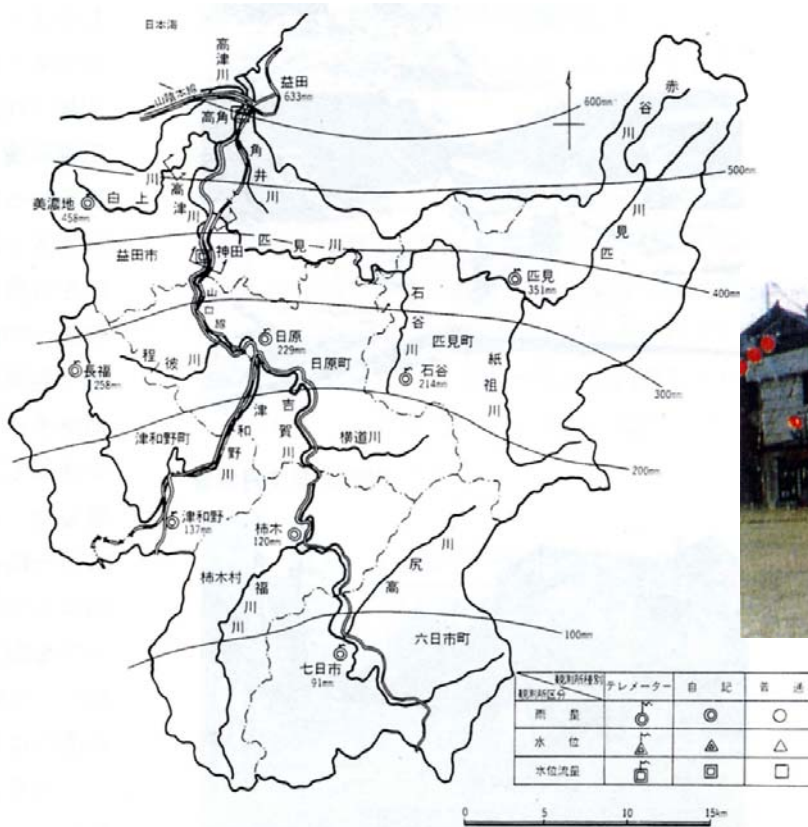 日本海
高津川
益田
633mm
山陰本線
高角
600mm
赤谷川
角井川
500mm
美濃地
458mm
白上川
高津川
匹見川
匹見川
益田市
神田
匹見
351mm
400mm
山口線
石谷川
日原
229mm
日原町
匹見町
紙祖川
程彼川
長福
258mm
石谷
214mm
300mm
津和野川
吉賀川
津和野町
横道川
200mm
津和野
137mm
柿木
120mm
高尻川
柿木村
福川川
100mm
六日市町
七日市
91mm
観測所種別
観測所区分
テレメーター
自記
普通
雨量
水位
水位流量
0 5 10 15km